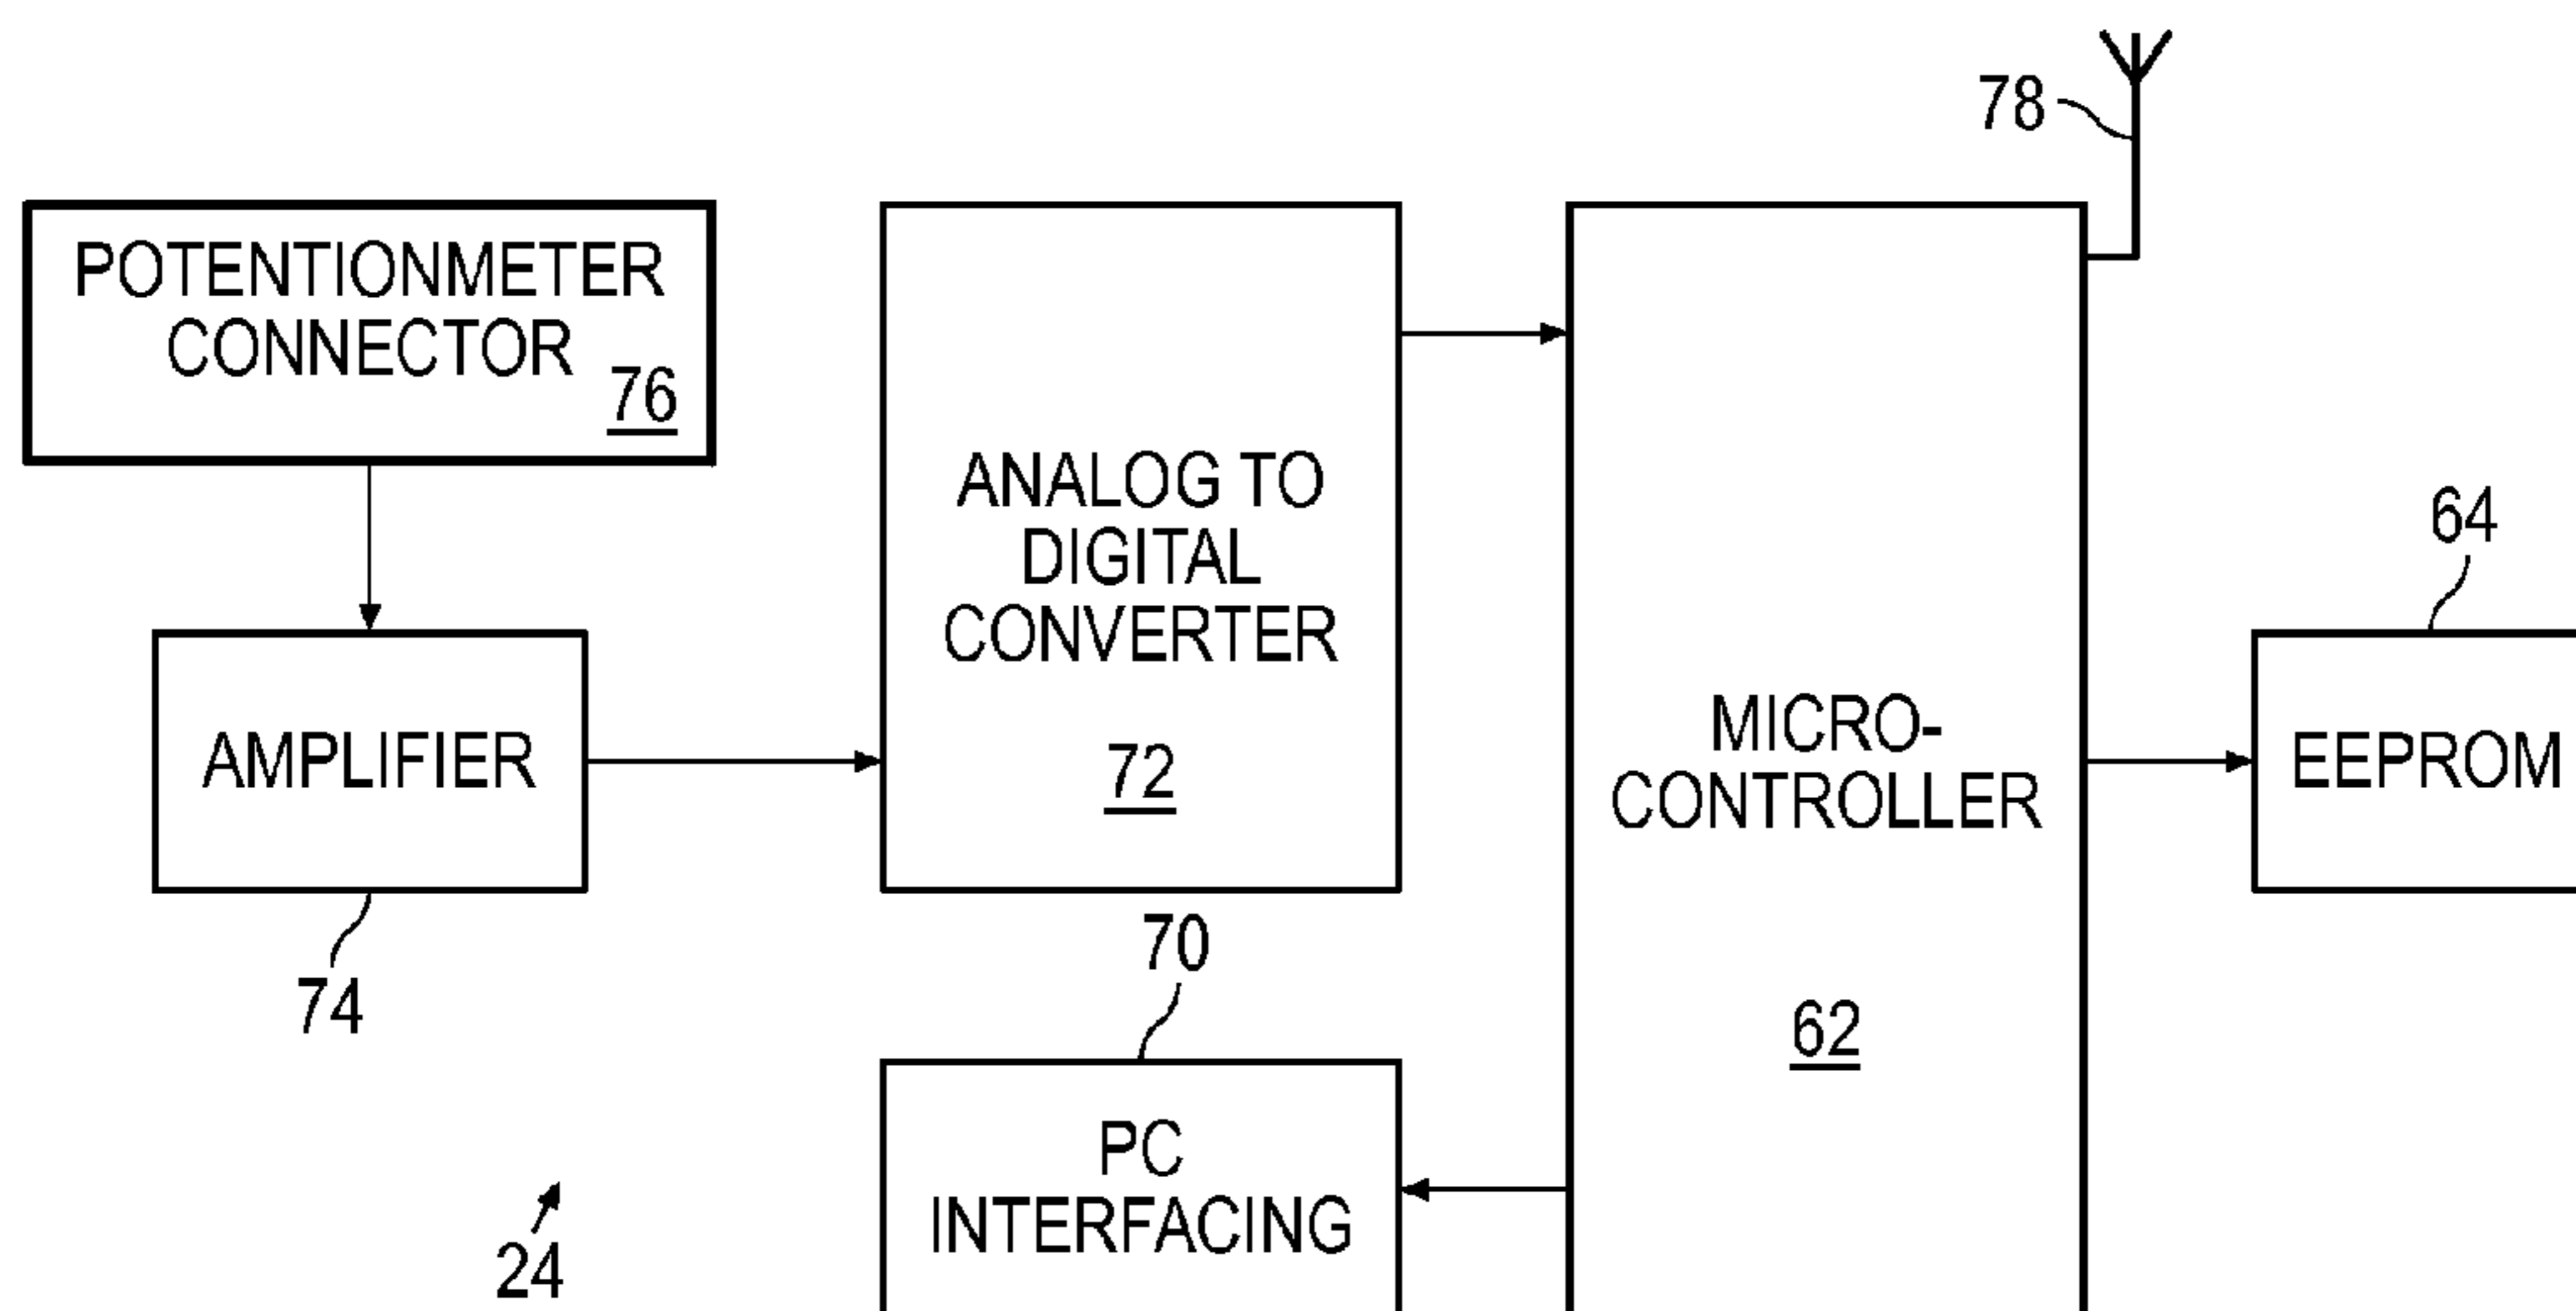 78
POTENTIONMETER
CONNECTOR
76
ANALOG TO
DIGITAL
CONVERTER
72
MICRO-
CONTROLLER
62
64
EEPROM
AMPLIFIER
74
70
PC
INTERFACING
24